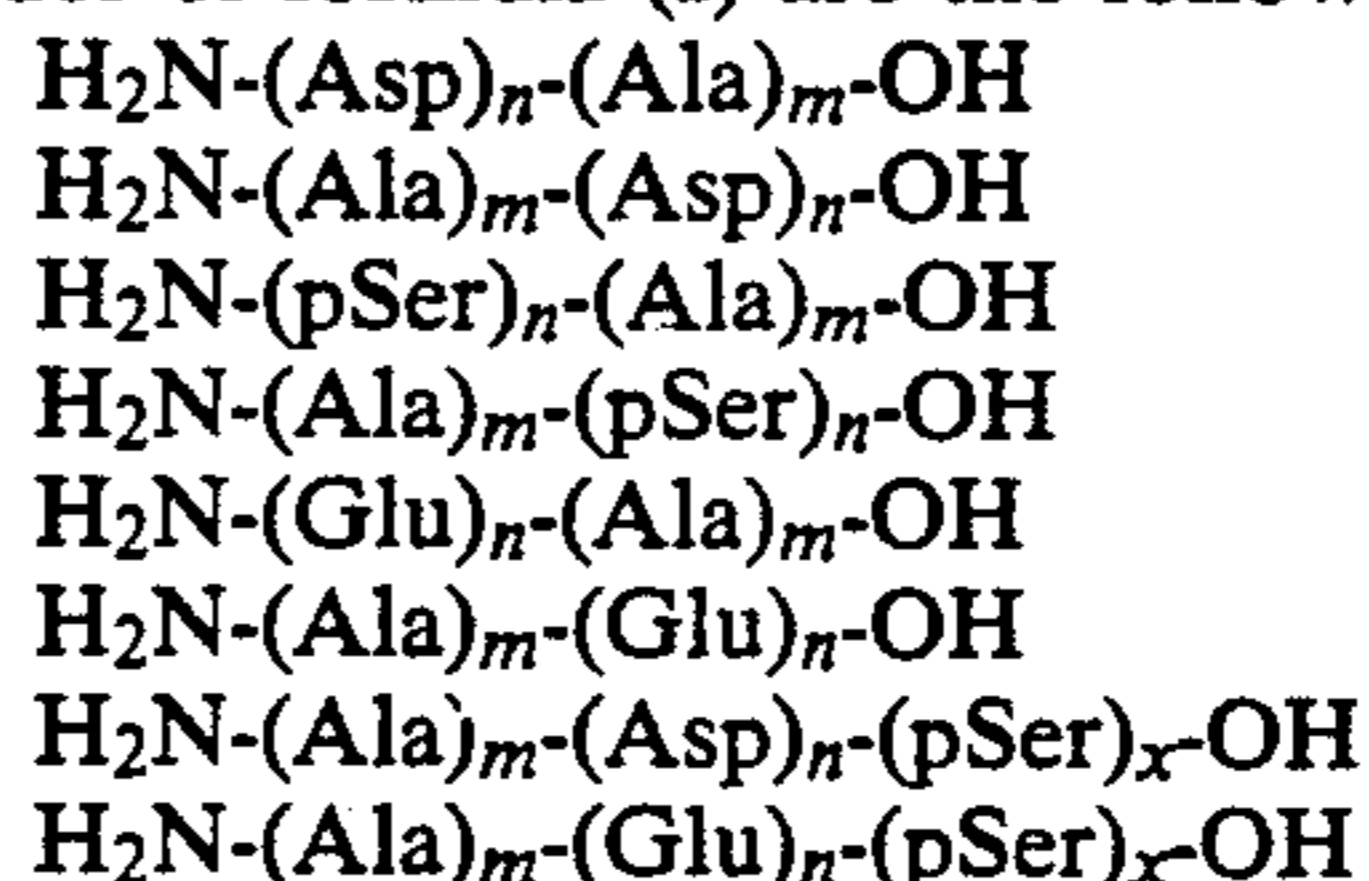 H₂N-(Asp)ₙ-(Ala)ₘ-OH
H₂N-(Ala)ₘ-(Asp)ₙ-OH
H₂N-(pSer)ₙ-(Ala)ₘ-OH
H₂N-(Ala)ₘ-(pSer)ₙ-OH
H₂N-(Glu)ₙ-(Ala)ₘ-OH
H₂N-(Ala)ₘ-(Glu)ₙ-OH
H₂N-(Ala)ₘ-(Asp)ₙ-(pSer)ₓ-OH
H₂N-(Ala)ₘ-(Glu)ₙ-(pSer)ₓ-OH